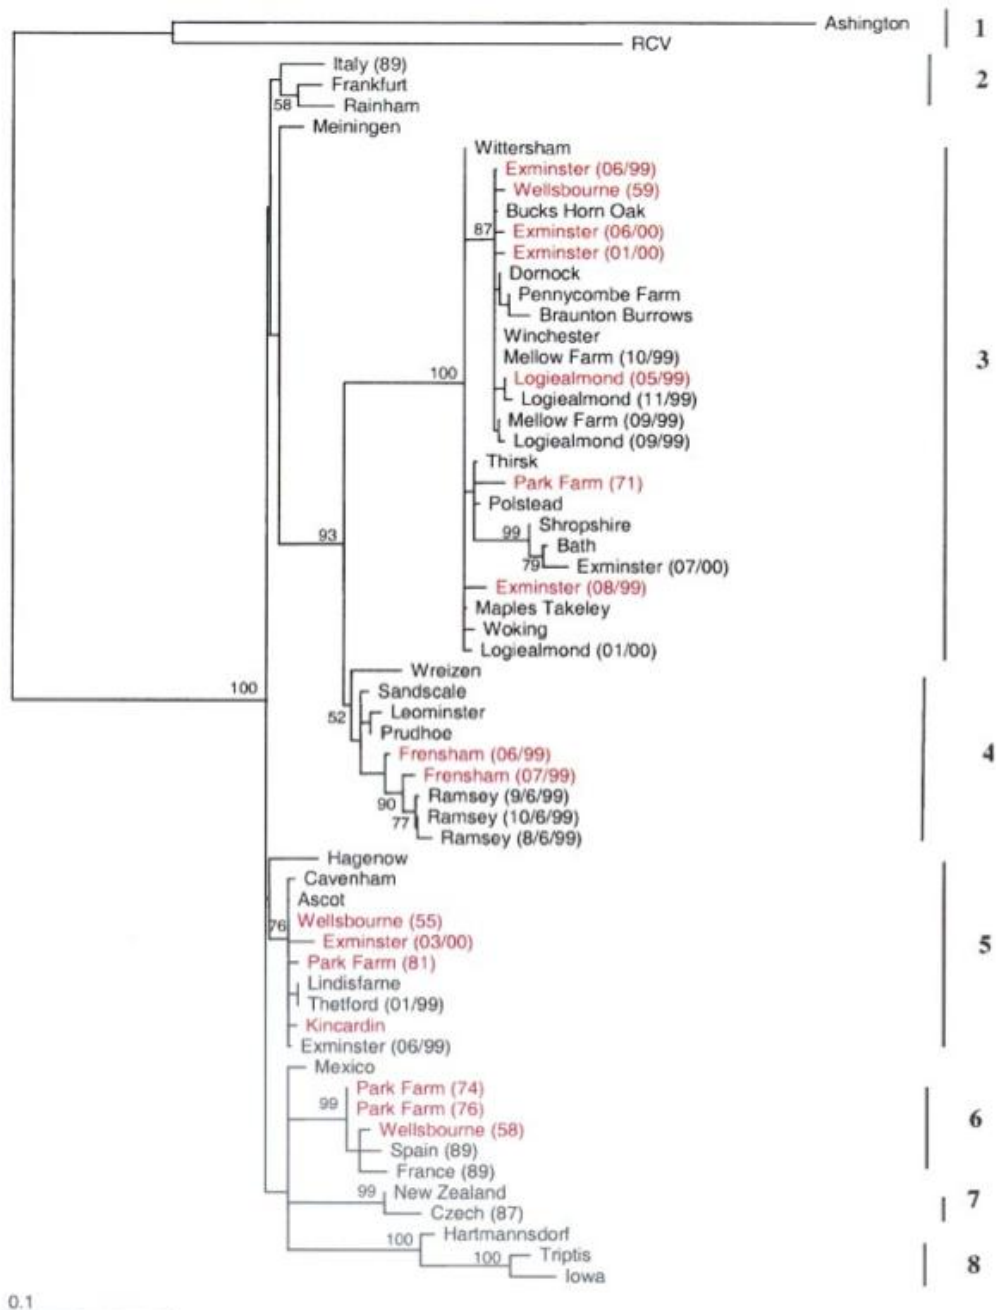 Ashington
1
RCV
Italy (89)
2
Frankfurt
58
Rainham
Meiningen
Wittersham
Exminster (06/99)
Wellsbourne (59)
Bucks Horn Oak
87
Exminster (06/00)
Exminster (01/00)
Dornock
Pennycombe Farm
Braunton Burrows
Winchester
Mellow Farm (10/99)
3
100
Logiealmond (05/99)
Logiealmond (11/99)
Mellow Farm (09/99)
Logiealmond (09/99)
Thirsk
Park Farm (71)
Polstead
Shropshire
99
Bath
79
Exminster (07/00)
93
Exminster (08/99)
Maples Takeley
Woking
Logiealmond (01/00)
Wreizen
100
Sandscale
Leominster
52
Prudhoe
Frensham (06/99)
4
Frensham (07/99)
Ramsey (9/6/99)
90
Ramsey (10/6/99)
77
Ramsey (8/6/99)
Hagenow
Cavenham
Ascot
Wellsbourne (55)
76
Exminster (03/00)
5
Park Farm (81)
Lindisfarne
Thetford (01/99)
Kincardin
Exminster (06/99)
Mexico
Park Farm (74)
99
Park Farm (76)
6
Wellsbourne (58)
Spain (89)
France (89)
99
New Zealand
7
Czech (87)
Hartmannsdorf
100
Triptis
100
8
Iowa
0.1